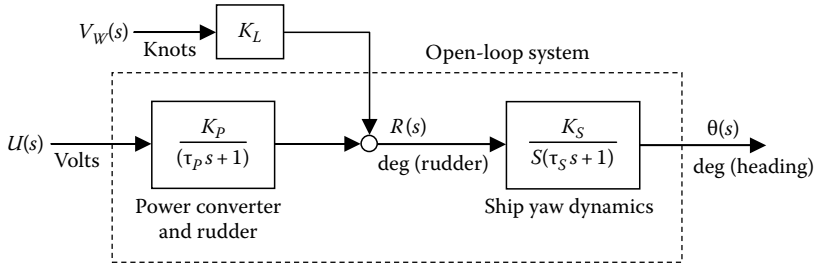 V_W(s)
Knots
K_L
Open-loop system
U(s)
Volts
K_P
(τ_P s + 1)
R(s)
deg (rudder)
K_S
S(τ_S s + 1)
θ(s)
deg (heading)
Power converter
and rudder
Ship yaw dynamics